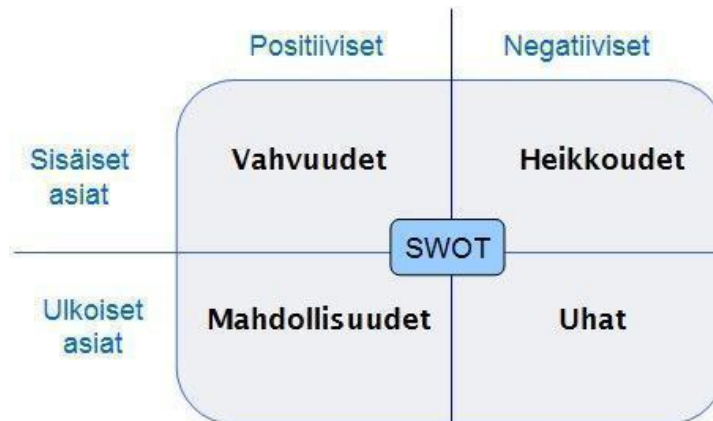 Positiiviset Negatiiviset
Sisäiset
asiat
Vahvuudet Heikkoudet
SWOT
Ulkoiset
asiat
Mahdollisuudet Uhat